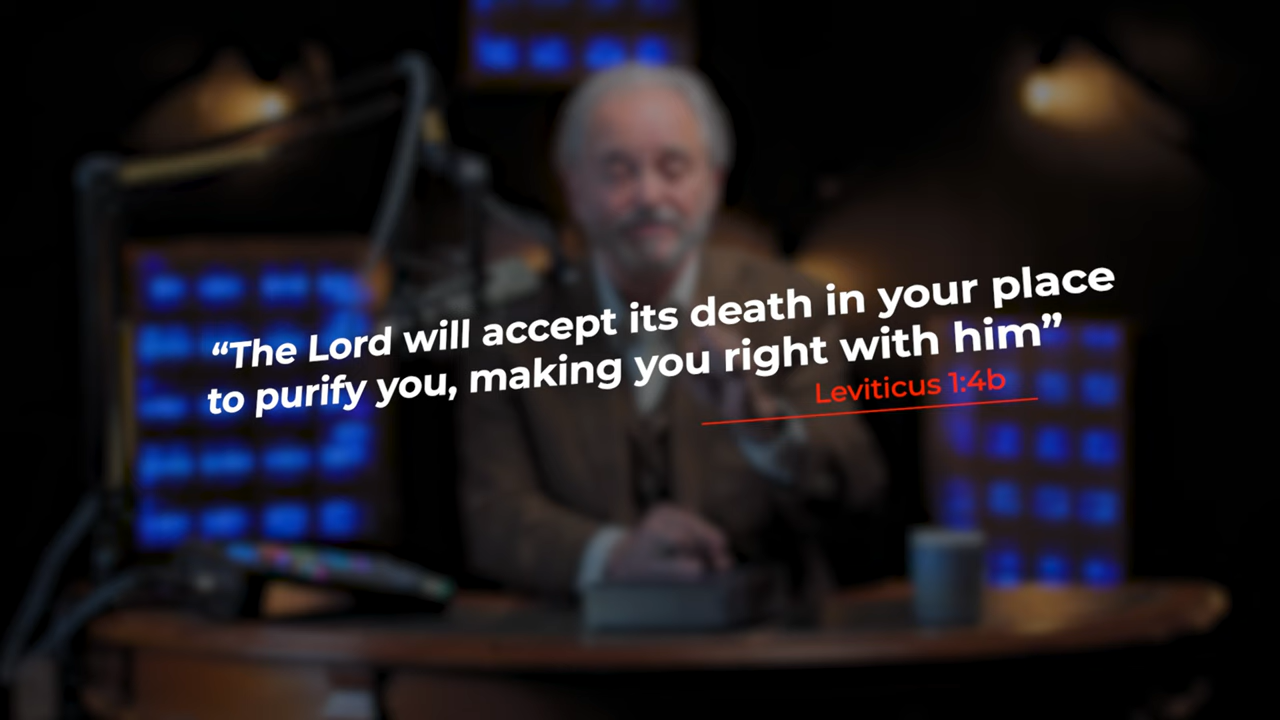 “The Lord will accept its death in your place
to purify you, making you right with him”
Leviticus 1:4b